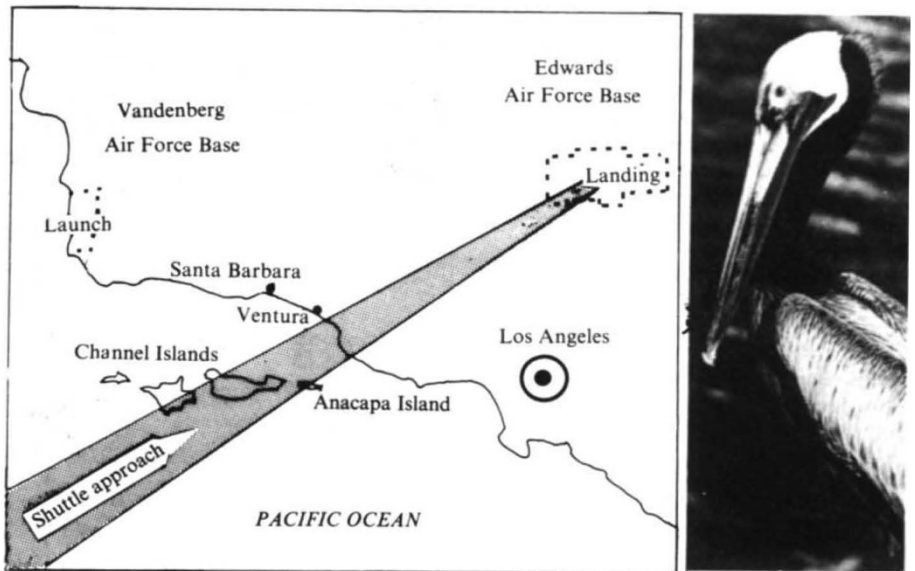 Edwards
Air Force Base
Vandenberg
Air Force Base
Landing
Launch
Santa Barbara
Ventura
Los Angeles
Channel Islands
Anacapa Island
Shuttle approach
PACIFIC OCEAN